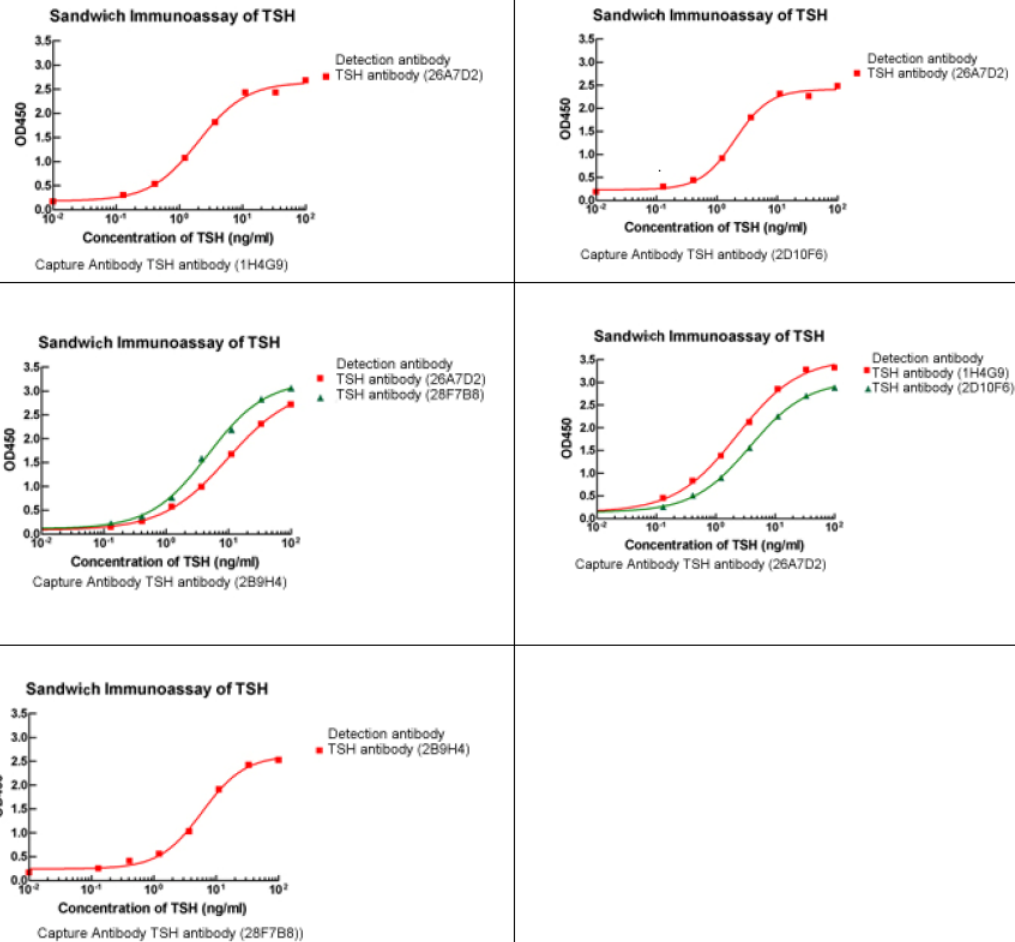 Sandwich Immunoassay of TSH
3.5
3.0
2.5
2.0
1.5
1.0
0.5
0.0
OD450
10-2 10-1 100 101 102
Concentration of TSH (ng/ml)
Detection antibody
TSH antibody (26A7D2)
Capture Antibody TSH antibody (1H4G9)
Sandwich Immunoassay of TSH
3.5
3.0
2.5
2.0
1.5
1.0
0.5
0.0
OD450
10-2 10-1 100 101 102
Concentration of TSH (ng/ml)
Detection antibody
TSH antibody (26A7D2)
Capture Antibody TSH antibody (2D10F6)
Sandwich Immunoassay of TSH
3.5
3.0
2.5
2.0
1.5
1.0
0.5
0.0
OD450
10-2 10-1 100 101 102
Concentration of TSH (ng/ml)
Detection antibody
TSH antibody (26A7D2)
TSH antibody (28F7B8)
Capture Antibody TSH antibody (2B9H4)
Sandwich Immunoassay of TSH
3.5
3.0
2.5
2.0
1.5
1.0
0.5
0.0
OD450
10-2 10-1 100 101 102
Concentration of TSH (ng/ml)
Detection antibody
TSH antibody (1H4G9)
TSH antibody (2D10F6)
Capture Antibody TSH antibody (26A7D2)
Sandwich Immunoassay of TSH
3.5
3.0
2.5
2.0
1.5
1.0
0.5
0.0
10-2 10-1 100 101 102
Concentration of TSH (ng/ml)
Detection antibody
TSH antibody (2B9H4)
Capture Antibody TSH antibody (28F7B8))